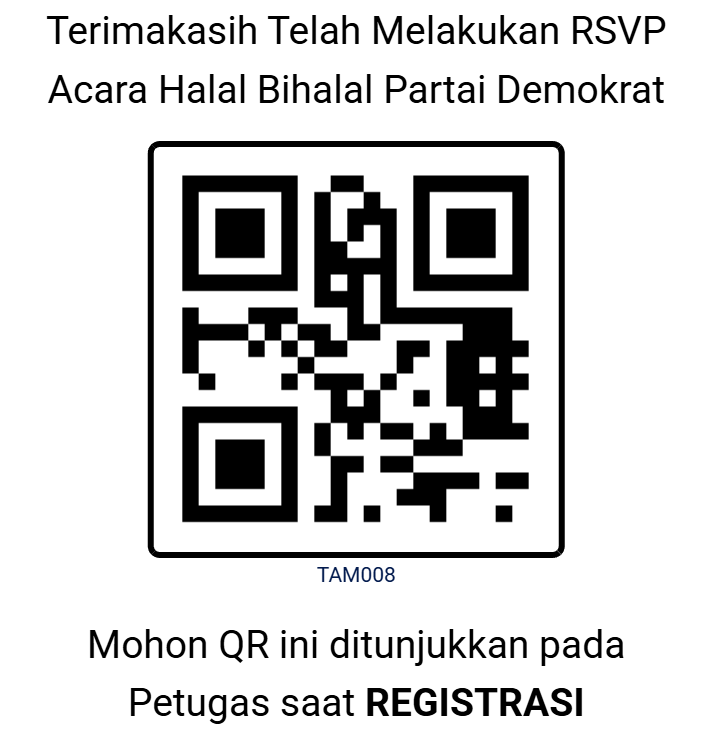 Terimakasih Telah Melakukan RSVP
Acara Halal Bihalal Partai Demokrat
TAM008
Mohon QR ini ditunjukkan pada
Petugas saat REGISTRASI